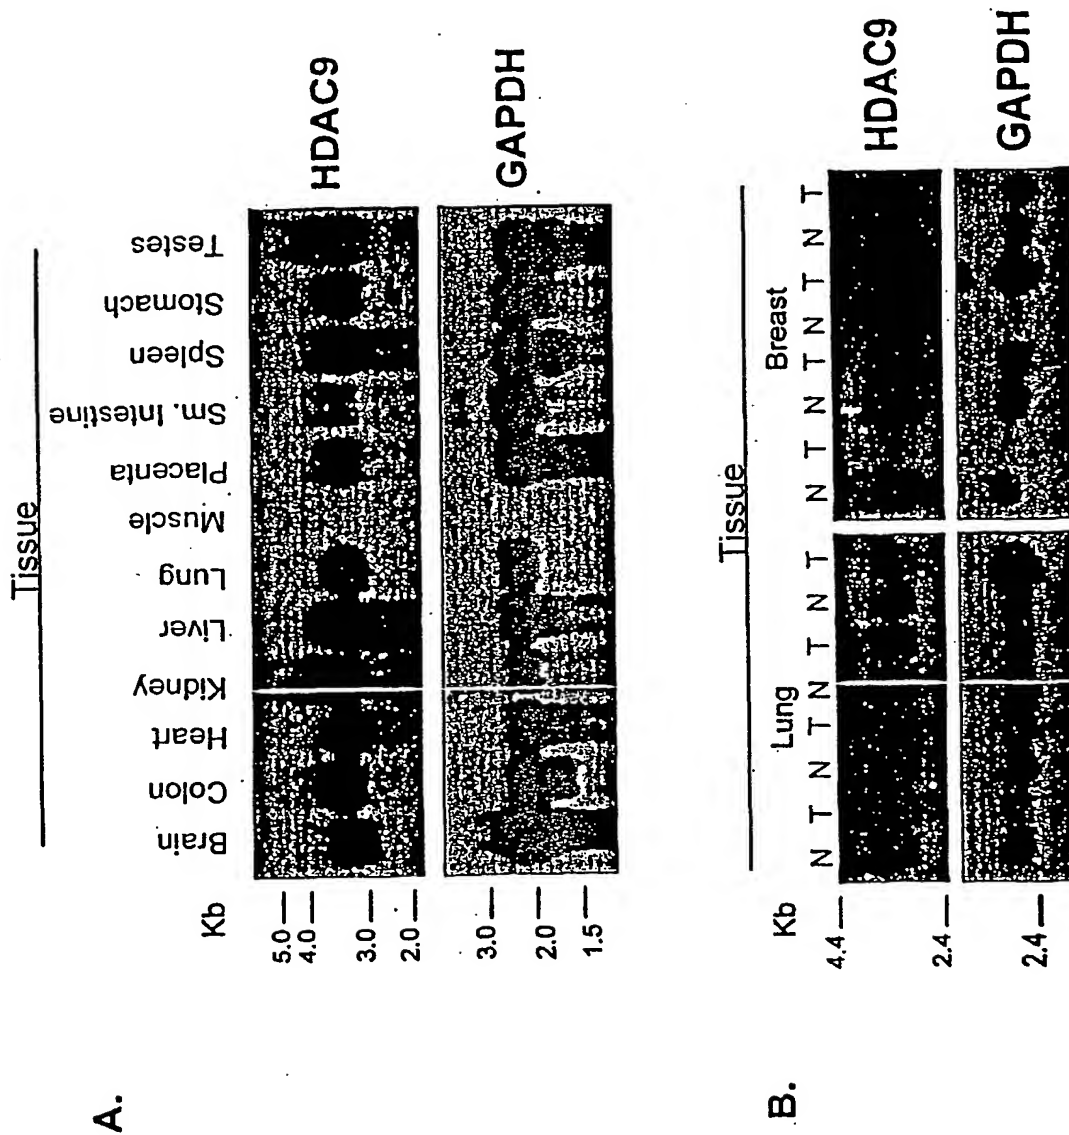 A.
Tissue
Kb
Brain
Colon
Heart
Kidney
Liver
Lung
Muscle
Placenta
Sm. Intestine
Spleen
Stomach
Testes
5.0
4.0
3.0
2.0
HDAC9
3.0
2.0
1.5
GAPDH
B.
Tissue
Lung Breast
Kb N T N T N T N T N T N T N T N T
4.4
2.4
HDAC9
2.4
GAPDH